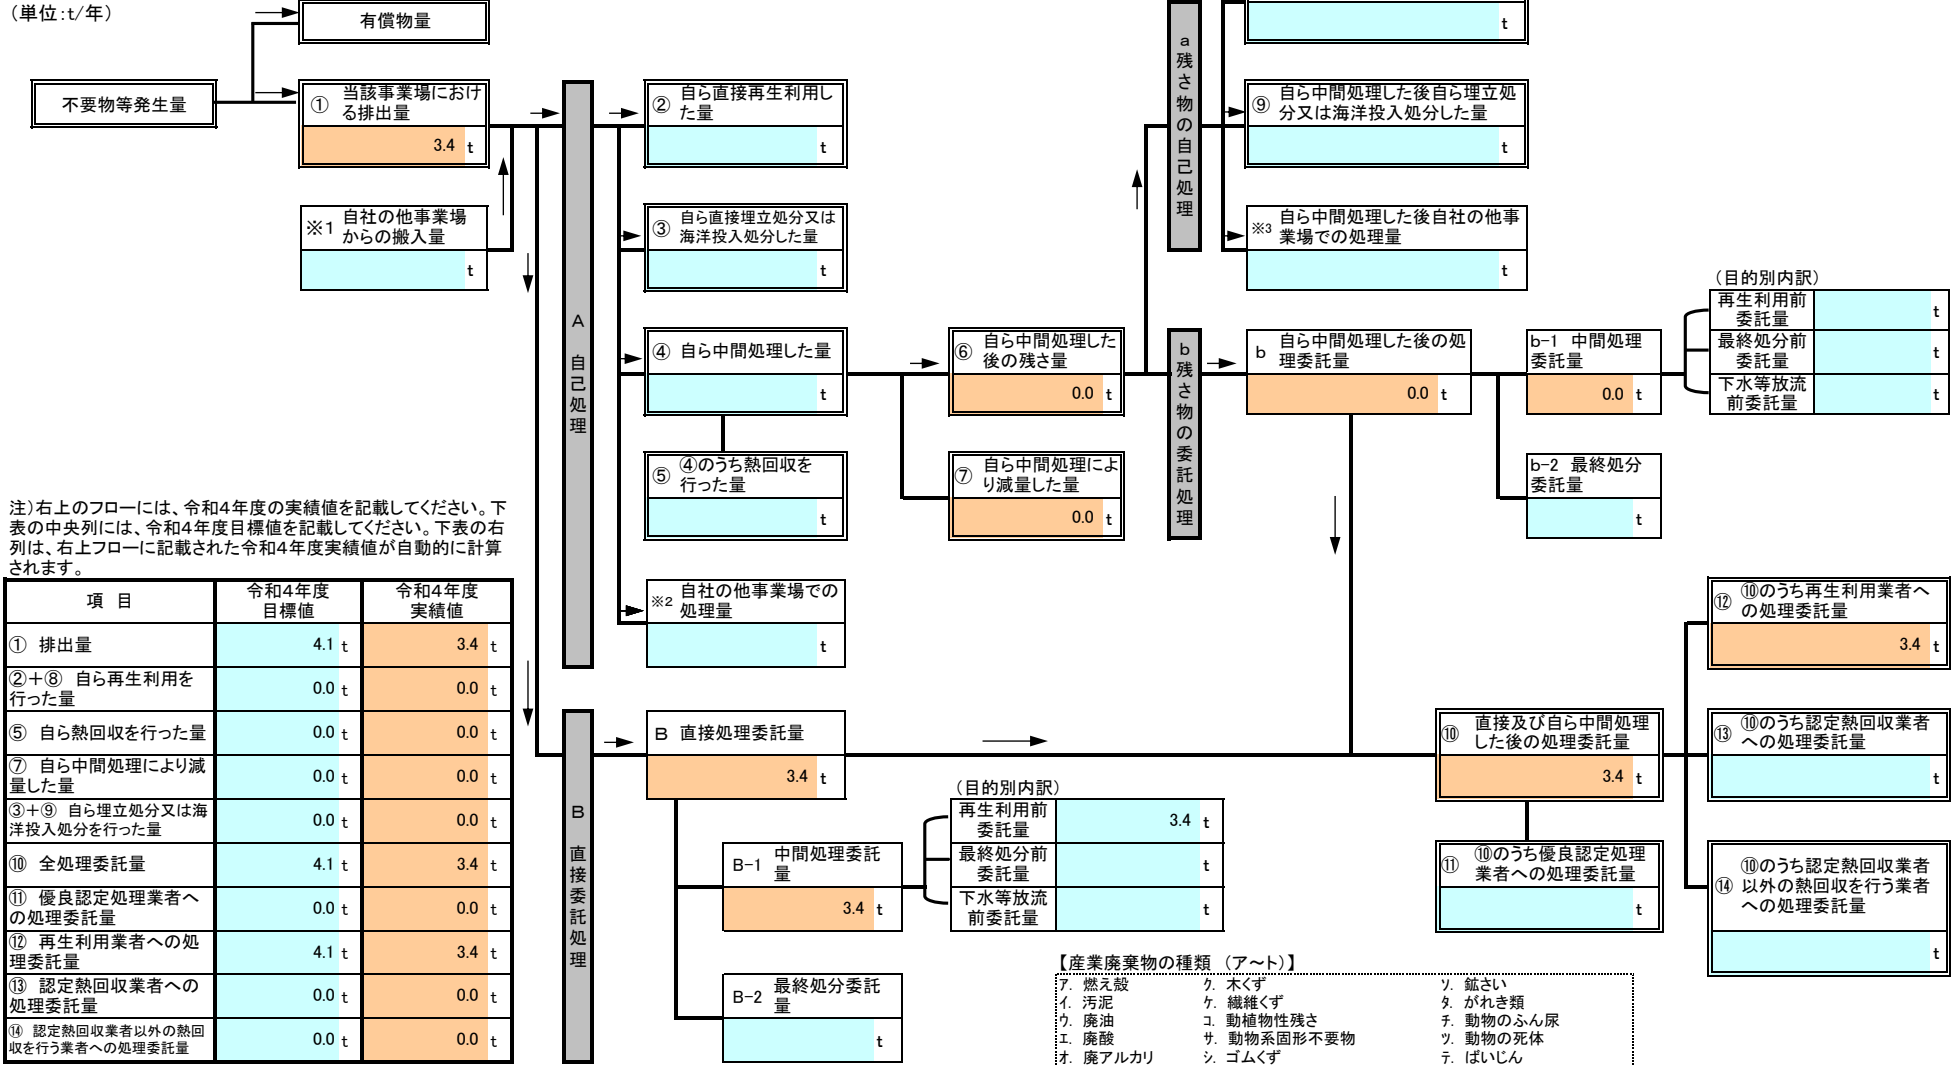 (単位:t/年)
有償物量
t
不要物等発生量
① 当該事業場におけ
る排出量
3.4 t
※1 自社の他事業場
からの搬入量
t
A 自己処理
② 自ら直接再生利用し
た量
t
③ 自ら直接埋立処分又は
海洋投入処分した量
t
④ 自ら中間処理した量
t
⑤ ④のうち熱回収を
行った量
t
※2 自社の他事業場での
処理量
t
⑥ 自ら中間処理した
後の残さ量
0.0 t
⑦ 自ら中間処理によ
り減量した量
0.0 t
a 残さ物の自己処理
⑨ 自ら中間処理した後自ら埋立処
分又は海洋投入処分した量
t
※3 自ら中間処理した後自社の他事
業場での処理量
t
b 残さ物の委託処理
b 自ら中間処理した後の処
理委託量
0.0 t
b-1 中間処理
委託量
0.0 t
b-2 最終処分
委託量
t
(目的別内訳)
再生利用前
委託量
t
最終処分前
委託量
t
下水等放流
前委託量
t
注)右上のフローには、令和4年度の実績値を記載してください。下
表の中央列には、令和4年度目標値を記載してください。下表の右
列は、右上フローに記載された令和4年度実績値が自動的に計算
されます。
項 目
令和4年度
目標値
令和4年度
実績値
① 排出量
4.1 t
3.4 t
②+⑧ 自ら再生利用を
行った量
0.0 t
0.0 t
⑤ 自ら熱回収を行った量
0.0 t
0.0 t
⑦ 自ら中間処理により減
量した量
0.0 t
0.0 t
③+⑨ 自ら埋立処分又は海
洋投入処分を行った量
0.0 t
0.0 t
⑩ 全処理委託量
4.1 t
3.4 t
⑪ 優良認定処理業者へ
の処理委託量
0.0 t
0.0 t
⑫ 再生利用業者への処
理委託量
4.1 t
3.4 t
⑬ 認定熱回収業者への
処理委託量
0.0 t
0.0 t
⑭ 認定熱回収業者以外の熱回
収を行う業者への処理委託量
0.0 t
0.0 t
B 直接委託処理
B 直接処理委託量
3.4 t
B-1 中間処理委託
量
3.4 t
B-2 最終処分委託
量
t
(目的別内訳)
再生利用前
委託量
3.4 t
最終処分前
委託量
t
下水等放流
前委託量
t
⑩ 直接及び自ら中間処理
した後の処理委託量
3.4 t
⑪ ⑩のうち優良認定処理
業者への処理委託量
t
⑫ ⑩のうち再生利用業者へ
の処理委託量
3.4 t
⑬ ⑩のうち認定熱回収業者
への処理委託量
t
⑭ ⑩のうち認定熱回収業者
以外の熱回収を行う業者
への処理委託量
t
【産業廃棄物の種類 (ア~ト)】
ア. 燃え殻 ク. 木くず ソ. 鉱さい
イ. 汚泥 ケ. 繊維くず タ. がれき類
ウ. 廃油 コ. 動植物性残さ チ. 動物のふん尿
エ. 廃酸 サ. 動物系固形不要物 ツ. 動物の死体
オ. 廃アルカリ シ. ゴムくず テ. ばいじん